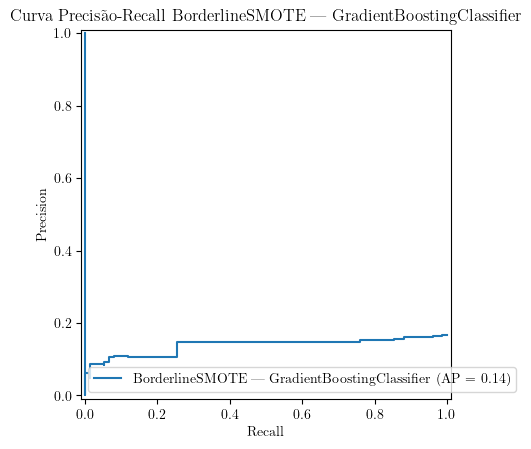 Curva Precisão-Recall BorderlineSMOTE — GradientBoostingClassifier
1.0
0.8
0.6
0.4
0.2
0.0
Precision
BorderlineSMOTE — GradientBoostingClassifier (AP = 0.14)
0.0 0.2 0.4 0.6 0.8 1.0
Recall